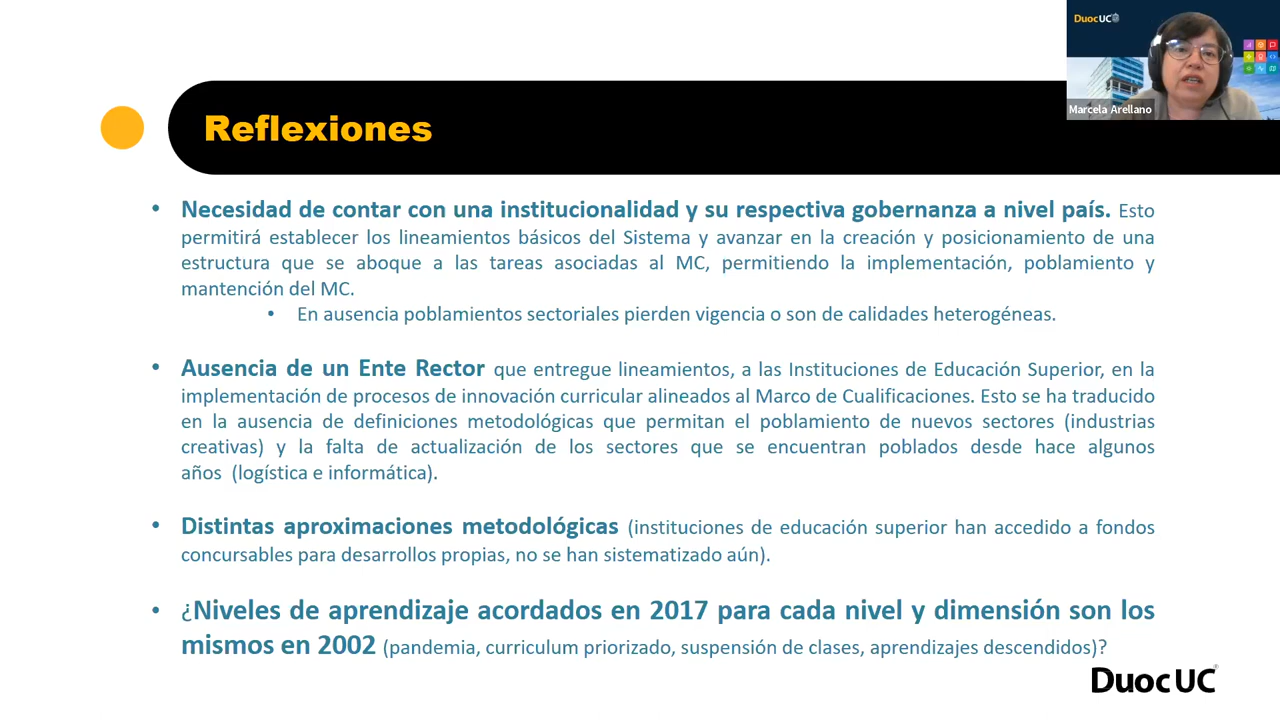 DuocUC
Marcela Arellano
Reflexiones
• Necesidad de contar con una institucionalidad y su respectiva gobernanza a nivel país. Esto
permitirá establecer los lineamientos básicos del Sistema y avanzar en la creación y posicionamiento de una
estructura que se aboque a las tareas asociadas al MC, permitiendo la implementación, poblamiento y
mantención del MC.
• En ausencia poblamientos sectoriales pierden vigencia o son de calidades heterogéneas.
• Ausencia de un Ente Rector que entregue lineamientos, a las Instituciones de Educación Superior, en la
implementación de procesos de innovación curricular alineados al Marco de Cualificaciones. Esto se ha traducido
en la ausencia de definiciones metodológicas que permitan el poblamiento de nuevos sectores (industrias
creativas) y la falta de actualización de los sectores que se encuentran poblados desde hace algunos
años (logística e informática).
• Distintas aproximaciones metodológicas (instituciones de educación superior han accedido a fondos
concursables para desarrollos propias, no se han sistematizado aún).
• ¿Niveles de aprendizaje acordados en 2017 para cada nivel y dimensión son los
mismos en 2002 (pandemia, curriculum priorizado, suspensión de clases, aprendizajes descendidos)?
DuocUC®